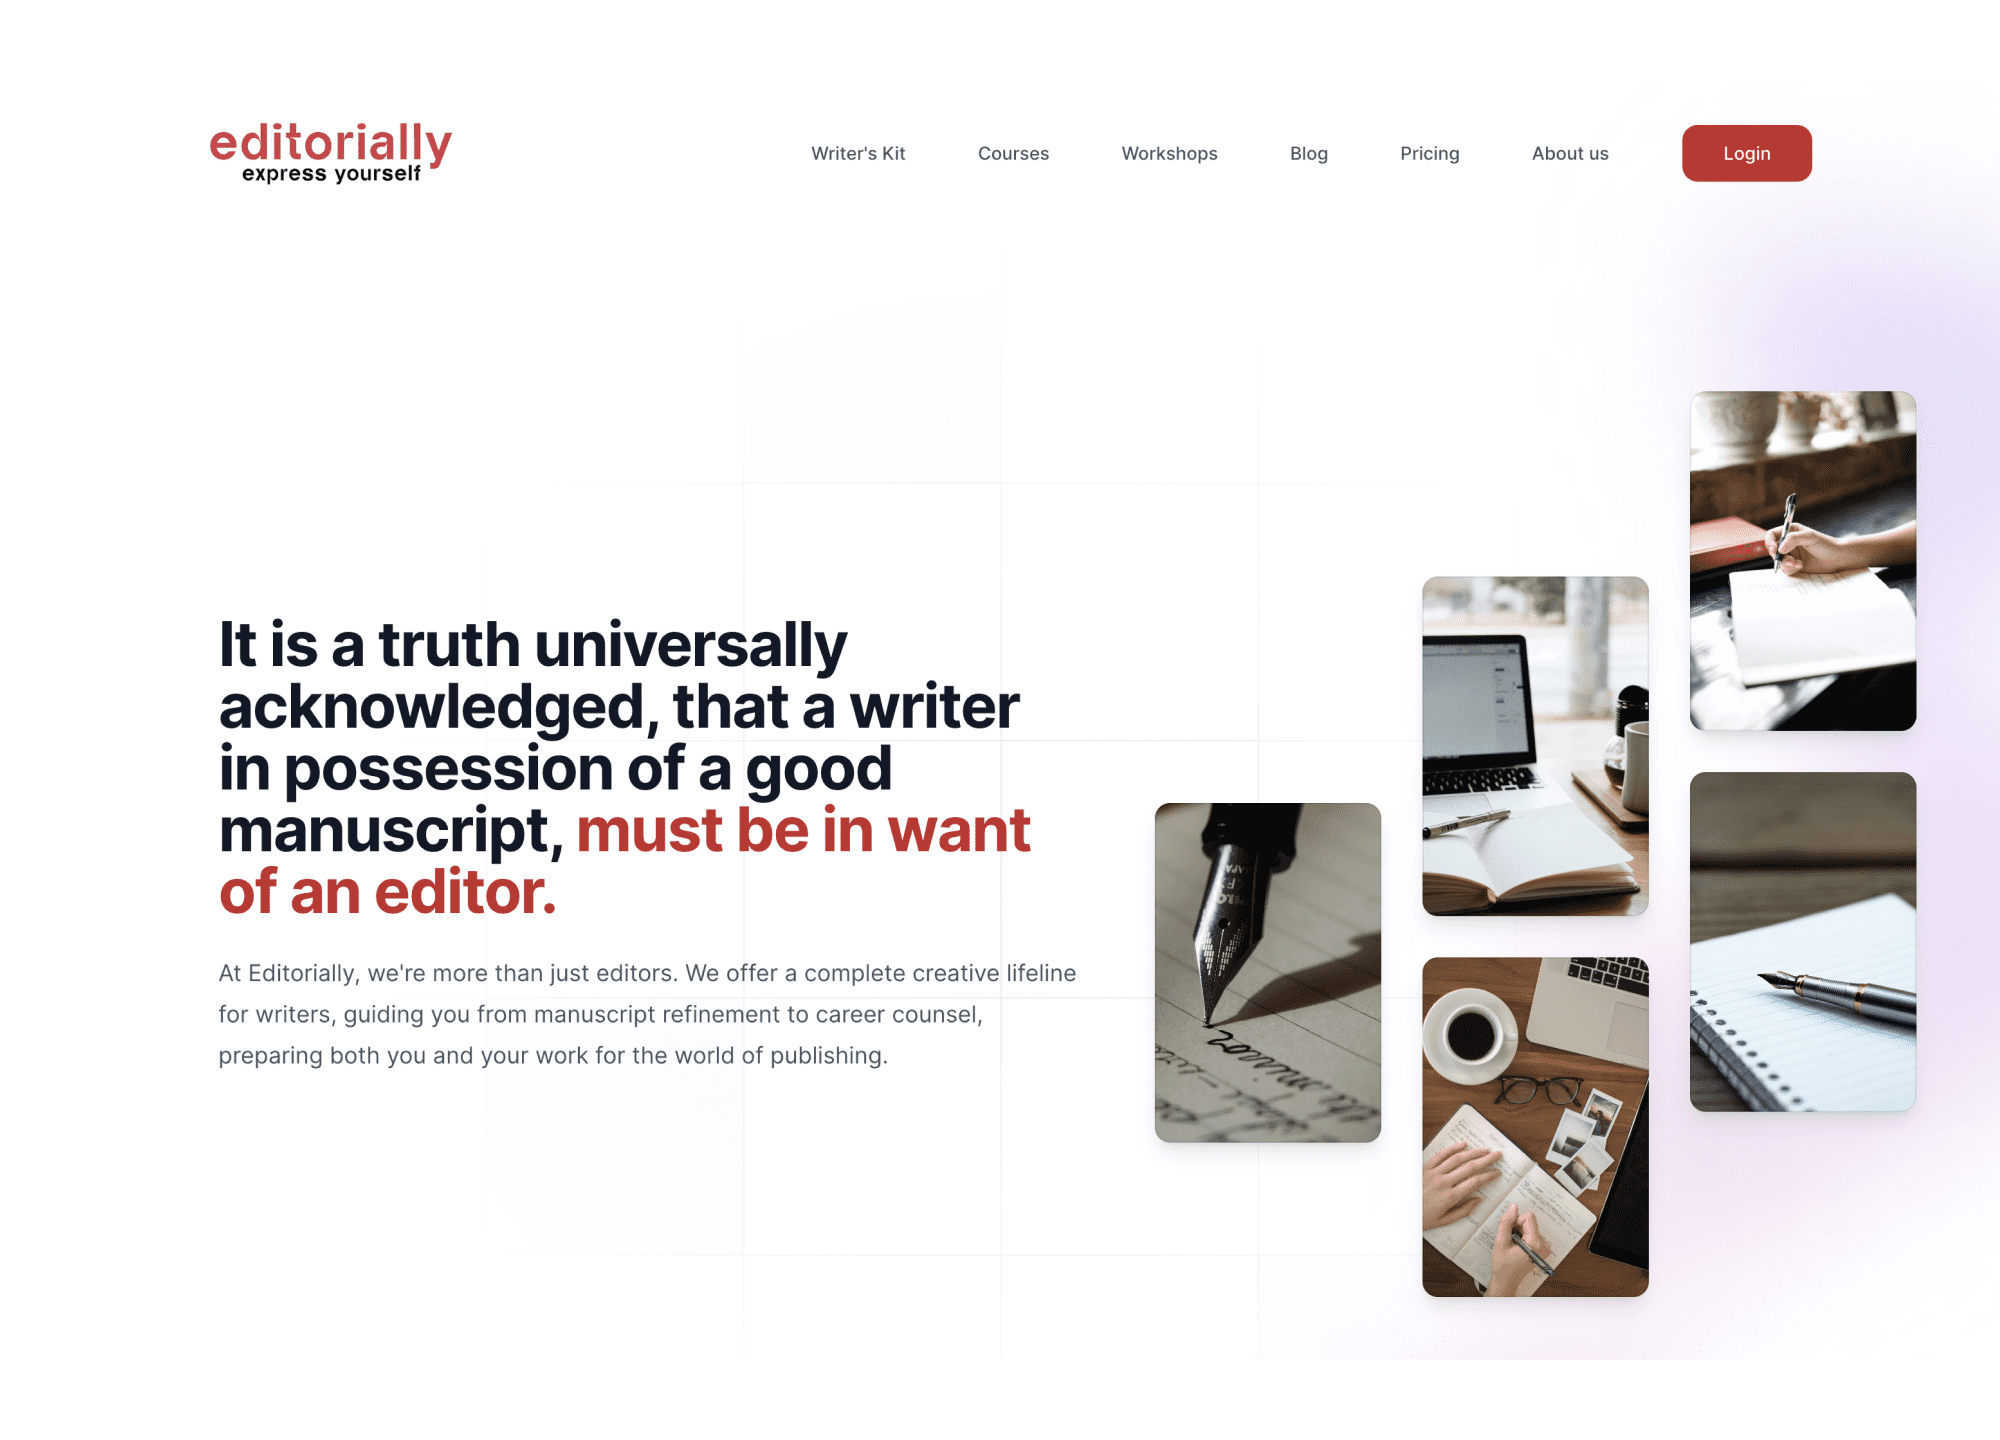 editorially
express yourself
Writer's Kit
Courses
Workshops
Blog
Pricing
About us
Login
It is a truth universally
acknowledged, that a writer
in possession of a good
manuscript, must be in want
of an editor.
At Editorially, we're more than just editors. We offer a complete creative lifeline
for writers, guiding you from manuscript refinement to career counsel,
preparing both you and your work for the world of publishing.